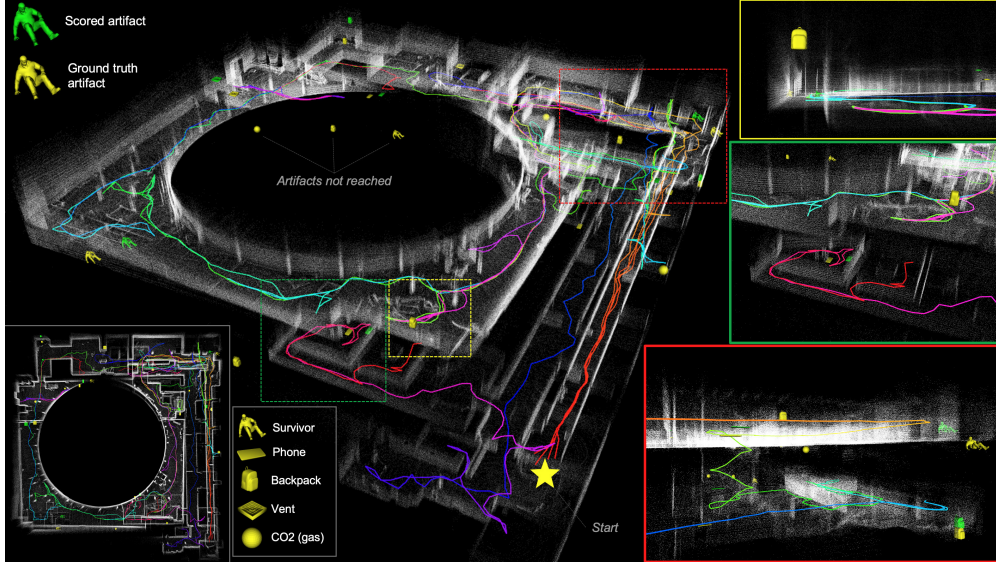 Scored artifact
Ground truth
artifact
Artifacts not reached
Survivor
Phone
Backpack
Vent
CO2 (gas)
Start